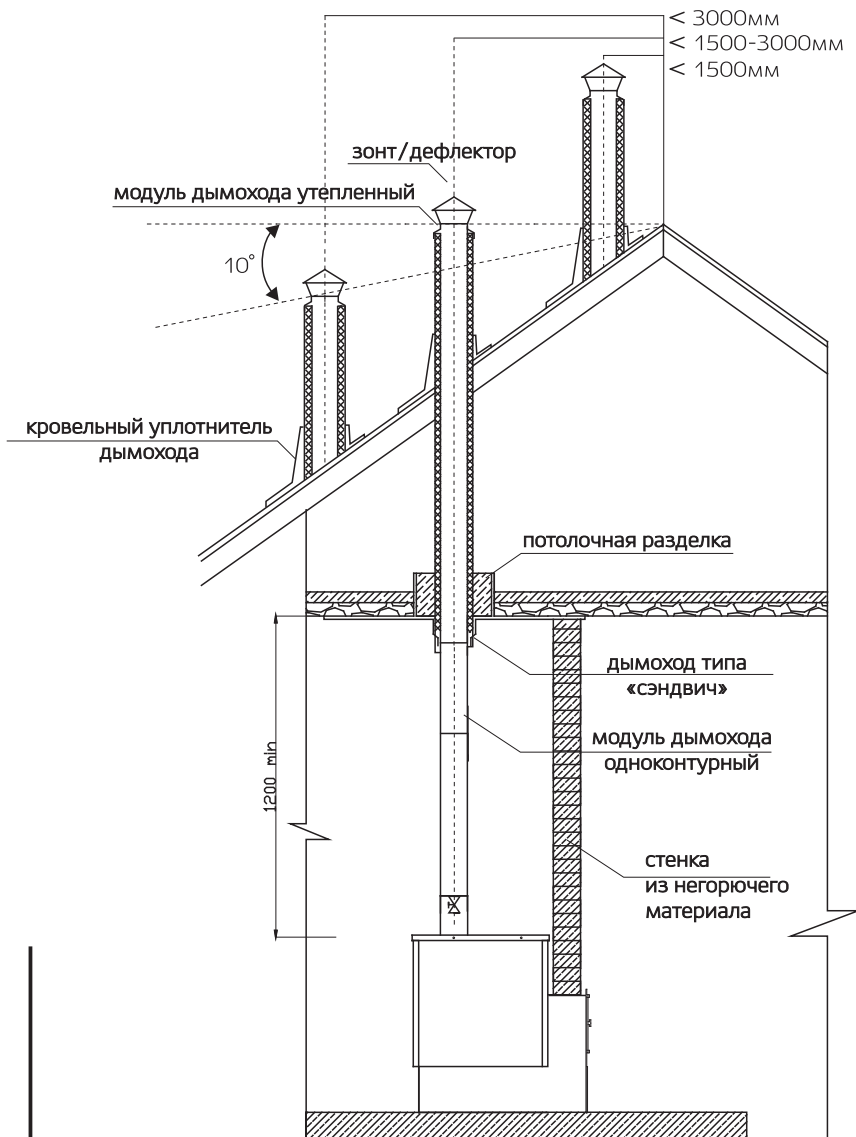 < 3000мм
< 1500-3000мм
< 1500мм
зонт/дефлектор
модуль дымохода утепленный
10°
кровельный уплотнитель
дымохода
потолочная разделка
дымоход типа
«сэндвич»
модуль дымохода
одноконтурный
1200 min
стенка
из негорючего
материала